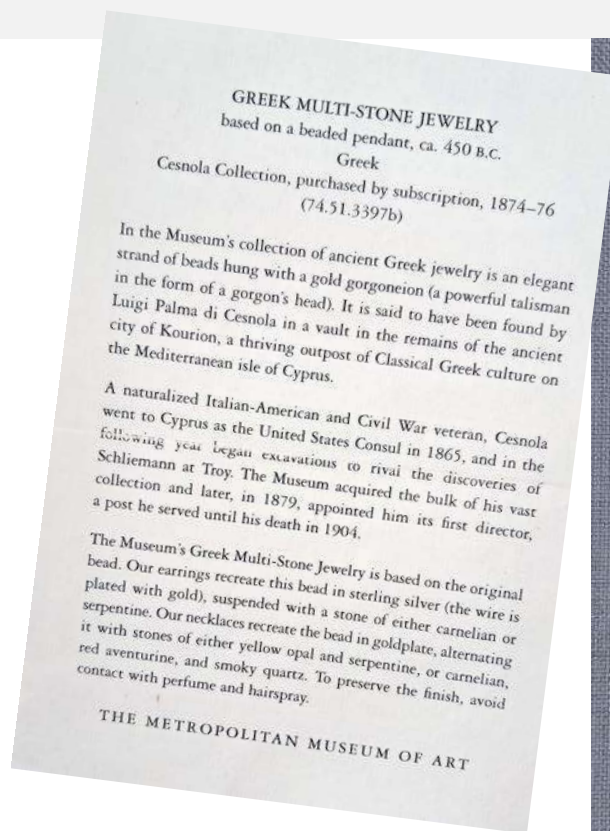 GREEK MULTI-STONE JEWELRY
based on a beaded pendant, ca. 450 B.C.
Greek
Cesnola Collection, purchased by subscription, 1874–76
(74.51.3397b)
In the Museum's collection of ancient Greek jewelry is an elegant
strand of beads hung with a gold gorgoneion (a powerful talisman
in the form of a gorgon's head). It is said to have been found by
Luigi Palma di Cesnola in a vault in the remains of the ancient
city of Kourion, a thriving outpost of Classical Greek culture on
the Mediterranean isle of Cyprus.
A naturalized Italian-American and Civil War veteran, Cesnola
went to Cyprus as the United States Consul in 1865, and in the
following year began excavations to rival the discoveries of
Schliemann at Troy. The Museum acquired the bulk of his vast
collection and later, in 1879, appointed him its first director,
a post he served until his death in 1904.
The Museum's Greek Multi-Stone Jewelry is based on the original
bead. Our earrings recreate this bead in sterling silver (the wire is
plated with gold), suspended with a stone of either carnelian or
serpentine. Our necklaces recreate the bead in goldplate, alternating
it with stones of either yellow opal and serpentine, or carnelian,
red aventurine, and smoky quartz. To preserve the finish, avoid
contact with perfume and hairspray.
THE METROPOLITAN MUSEUM OF ART